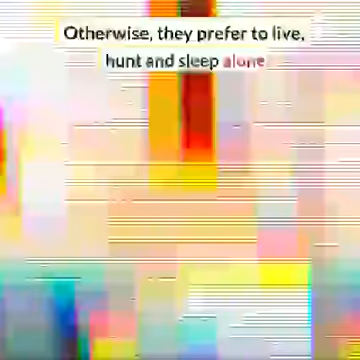 Otherwise, they prefer to live,
hunt and sleep alone